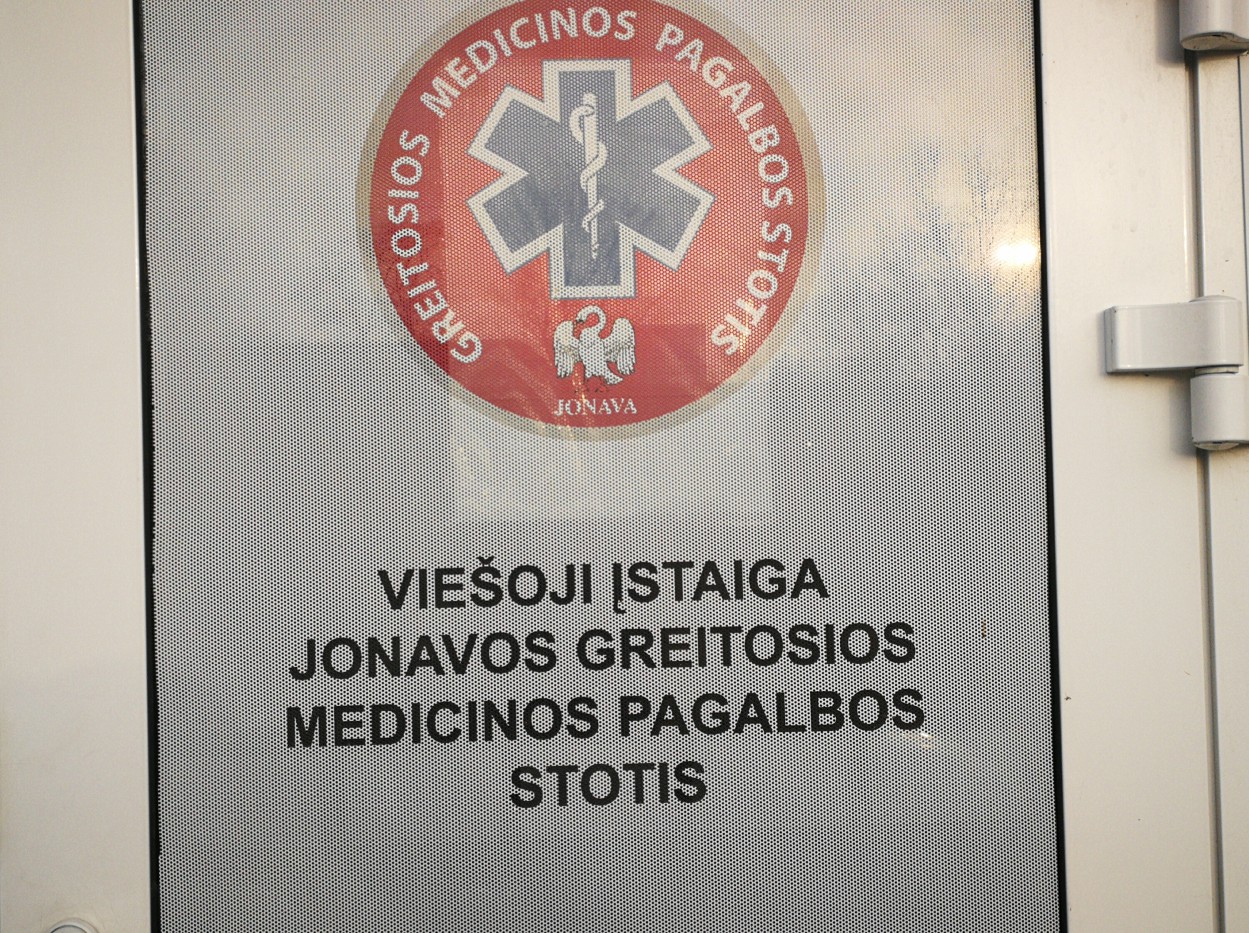 GREITOSIOS MEDICINOS PAGALBOS STOTIS
JONAVA
VIEŠOJI ĮSTAIGA
JONAVOS GREITOSIOS
MEDICINOS PAGALBOS
STOTIS